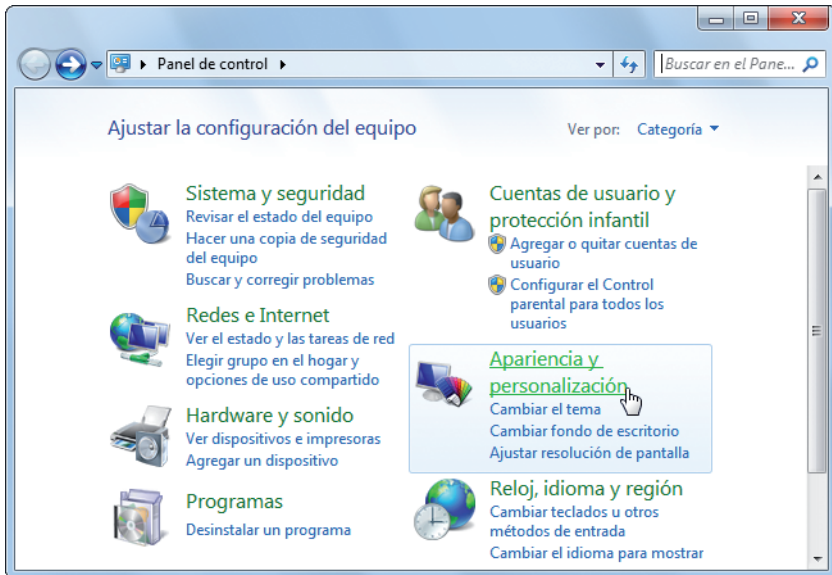 Panel de control
Buscar en el Pane...
Ajustar la configuración del equipo
Ver por: Categoría
Sistema y seguridad
Revisar el estado del equipo
Hacer una copia de seguridad
del equipo
Buscar y corregir problemas
Redes e Internet
Ver el estado y las tareas de red
Elegir grupo en el hogar y
opciones de uso compartido
Hardware y sonido
Ver dispositivos e impresoras
Agregar un dispositivo
Programas
Desinstalar un programa
Cuentas de usuario y
protección infantil
Agregar o quitar cuentas de
usuario
Configurar el Control
parental para todos los
usuarios
Apariencia y
personalización
Cambiar el tema
Cambiar fondo de escritorio
Ajustar resolución de pantalla
Reloj, idioma y región
Cambiar teclados u otros
métodos de entrada
Cambiar el idioma para mostrar